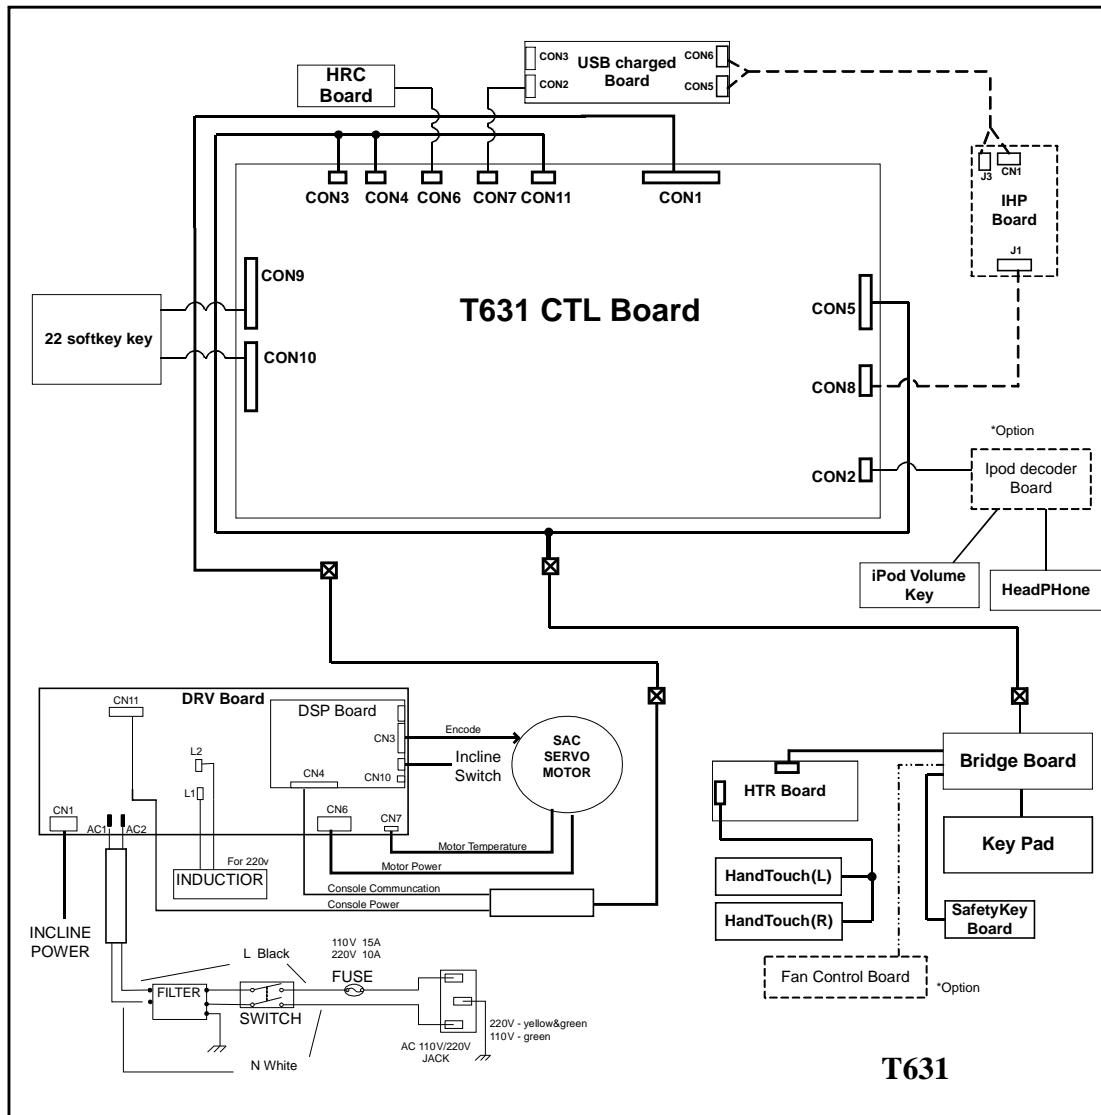 CON3
CON6
USB charged
Board
CON2
CON5
HRC
Board
J3
CN1
IHP
Board
J1
CON3
CON4
CON6
CON7
CON11
CON1
CON9
T631 CTL Board
CON5
22 softkey key
CON10
CON8
*Option
CON2
Ipod decoder
Board
iPod Volume
Key
HeadPHone
DRV Board
CN11
DSP Board
CN3
Encode
SAC
SERVO
MOTOR
Incline
Switch
L2
CN4
CN10
L1
CN1
AC1
AC2
CN6
CN7
Bridge Board
HTR Board
Key Pad
Motor Temperature
For 220v
Motor Power
INDUCTIOR
Console Communcation
Console Power
HandTouch(L)
HandTouch(R)
SafetyKey
Board
INCLINE
POWER
L Black
110V 15A
220V 10A
FUSE
Fan Control Board
*Option
FILTER
SWITCH
220V - yellow&green
110V - green
AC 110V/220V
JACK
N White
T631